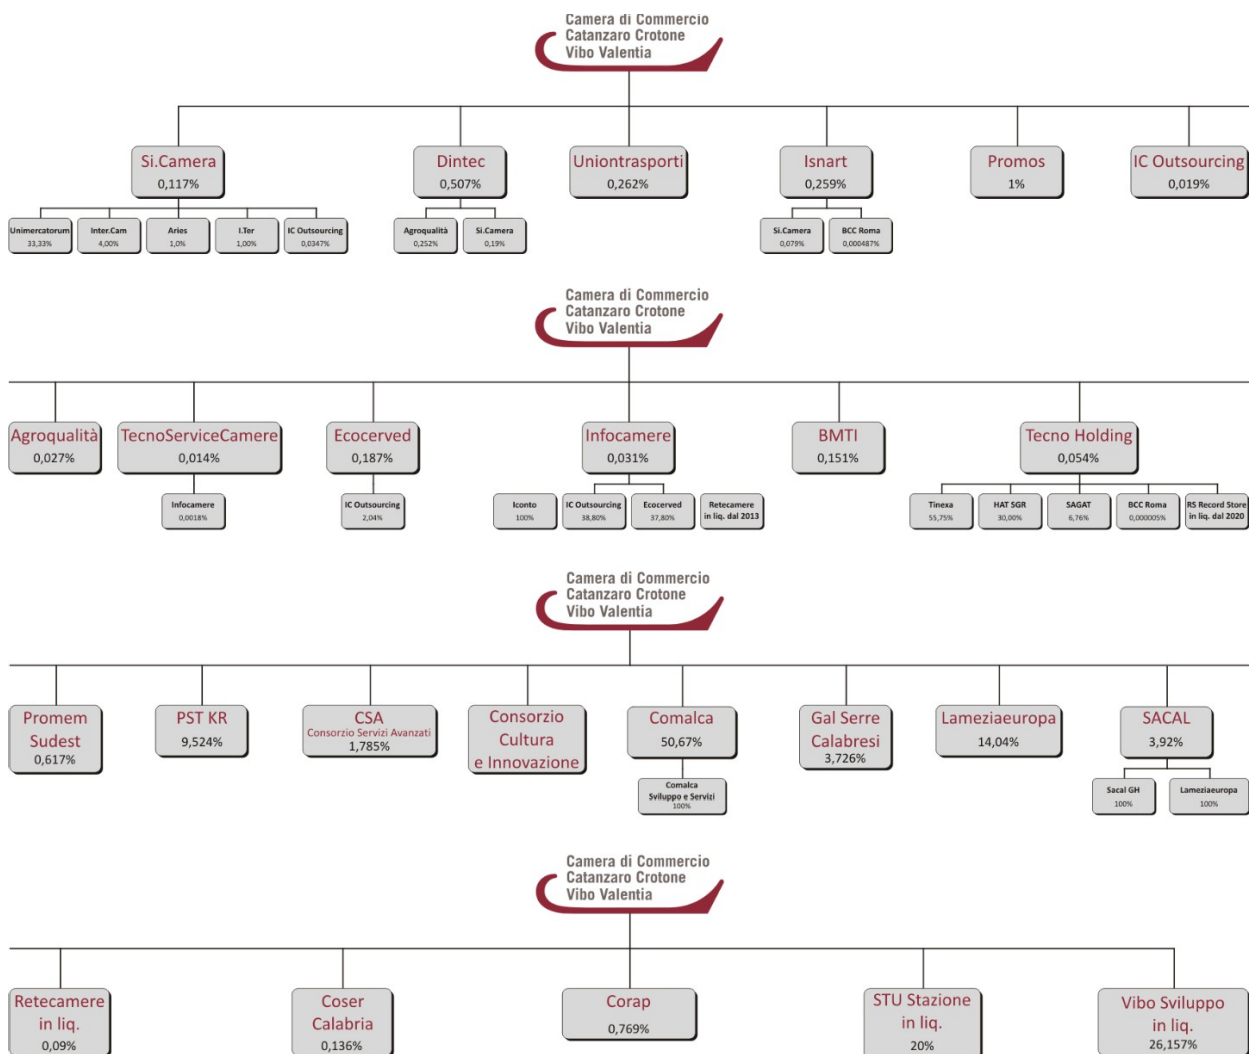 Camera di Commercio
Catanzaro Crotone
Vibo Valentia
Si.Camera
0,117%
Dintec
0,507%
Uniontrasporti
0,262%
Isnart
0,259%
Promos
1%
IC Outsourcing
0,019%
Unimercatorum
33,33%
Inter.Cam
4,00%
Aries
1,0%
I.Ter
1,00%
IC Outsourcing
0,0347%
Agroqualità
0,252%
Si.Camera
0,19%
Si.Camera
0,079%
BCC Roma
0,000487%
Camera di Commercio
Catanzaro Crotone
Vibo Valentia
Agroqualità
0,027%
TecnoServiceCamere
0,014%
Ecocerved
0,187%
Infocamere
0,031%
BMTI
0,151%
Tecno Holding
0,054%
Infocamere
0,0018%
IC Outsourcing
2,04%
Iconto
100%
IC Outsourcing
38,80%
Ecocerved
37,80%
Retecamere
in liq. dal 2013
Tinexa
55,75%
HAT SGR
30,00%
SAGAT
6,76%
BCC Roma
0,000005%
RS Record Store
in liq. dal 2020
Camera di Commercio
Catanzaro Crotone
Vibo Valentia
Promem
Sudest
0,617%
PST KR
9,524%
CSA
Consorzio Servizi Avanzati
1,785%
Consorzio
Cultura
e Innovazione
Comalca
50,67%
Gal Serre
Calabresi
3,726%
Lameziaeuropa
14,04%
SACAL
3,92%
Comalca
Sviluppo e Servizi
100%
Sacal GH
100%
Lameziaeuropa
100%
Camera di Commercio
Catanzaro Crotone
Vibo Valentia
Retecamere
in liq.
0,09%
Coser
Calabria
0,136%
Corap
0,769%
STU Stazione
in liq.
20%
Vibo Sviluppo
in liq.
26,157%